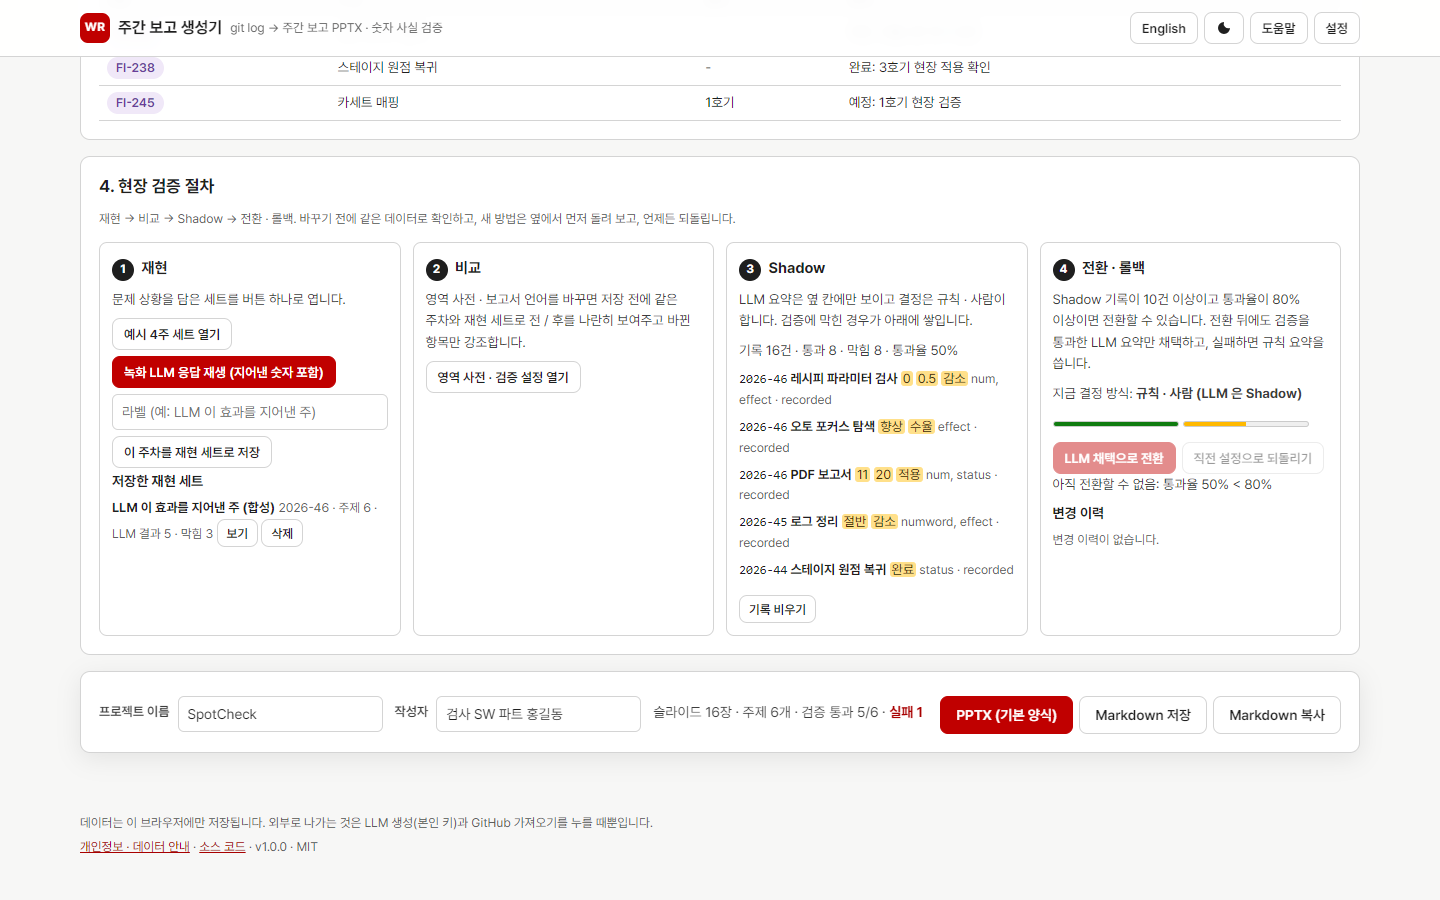 WR 주간 보고 생성기 git log → 주간 보고 PPTX · 숫자 사실 검증 English 도움말 설정
FI-238 스테이지 원점 복귀 - 완료: 3호기 현장 적용 확인
FI-245 카세트 매핑 1호기 예정: 1호기 현장 검증
4. 현장 검증 절차
재현 → 비교 → Shadow → 전환 · 롤백. 바꾸기 전에 같은 데이터로 확인하고, 새 방법은 옆에서 먼저 돌려 보고, 언제든 되돌립니다.
1 재현
문제 상황을 담은 세트를 버튼 하나로 엽니다.
예시 4주 세트 열기
녹화 LLM 응답 재생 (지어낸 숫자 포함)
라벨 (예: LLM 이 효과를 지어낸 주)
이 주차를 재현 세트로 저장
저장한 재현 세트
LLM 이 효과를 지어낸 주 (합성) 2026-46 · 주제 6 ·
LLM 결과 5 · 막힘 3 보기 삭제
2 비교
영역 사전 · 보고서 언어를 바꾸면 저장 전에 같은
주차와 재현 세트로 전 / 후를 나란히 보여주고 바뀐
항목만 강조합니다.
영역 사전 · 검증 설정 열기
3 Shadow
LLM 요약은 옆 칸에만 보이고 결정은 규칙 · 사람이
합니다. 검증에 막힌 경우가 아래에 쌓입니다.
기록 16건 · 통과 8 · 막힘 8 · 통과율 50%
2026-46 레시피 파라미터 검사 0 0.5 감소 num,
effect · recorded
2026-46 오토 포커스 탐색 향상 수율 effect ·
recorded
2026-46 PDF 보고서 11 20 적용 num, status ·
recorded
2026-45 로그 정리 절반 감소 numword, effect ·
recorded
2026-44 스테이지 원점 복귀 완료 status · recorded
기록 비우기
4 전환 · 롤백
Shadow 기록이 10건 이상이고 통과율이 80%
이상이면 전환할 수 있습니다. 전환 뒤에도 검증을
통과한 LLM 요약만 채택하고, 실패하면 규칙 요약을
씁니다.
지금 결정 방식: 규칙 · 사람 (LLM 은 Shadow)
LLM 채택으로 전환 직전 설정으로 되돌리기
아직 전환할 수 없음: 통과율 50% < 80%
변경 이력
변경 이력이 없습니다.
프로젝트 이름 SpotCheck 작성자 검사 SW 파트 홍길동 슬라이드 16장 · 주제 6개 · 검증 통과 5/6 · 실패 1 PPTX (기본 양식) Markdown 저장 Markdown 복사
데이터는 이 브라우저에만 저장됩니다. 외부로 나가는 것은 LLM 생성(본인 키)과 GitHub 가져오기를 누를 때뿐입니다.
개인정보 · 데이터 안내 · 소스 코드 · v1.0.0 · MIT